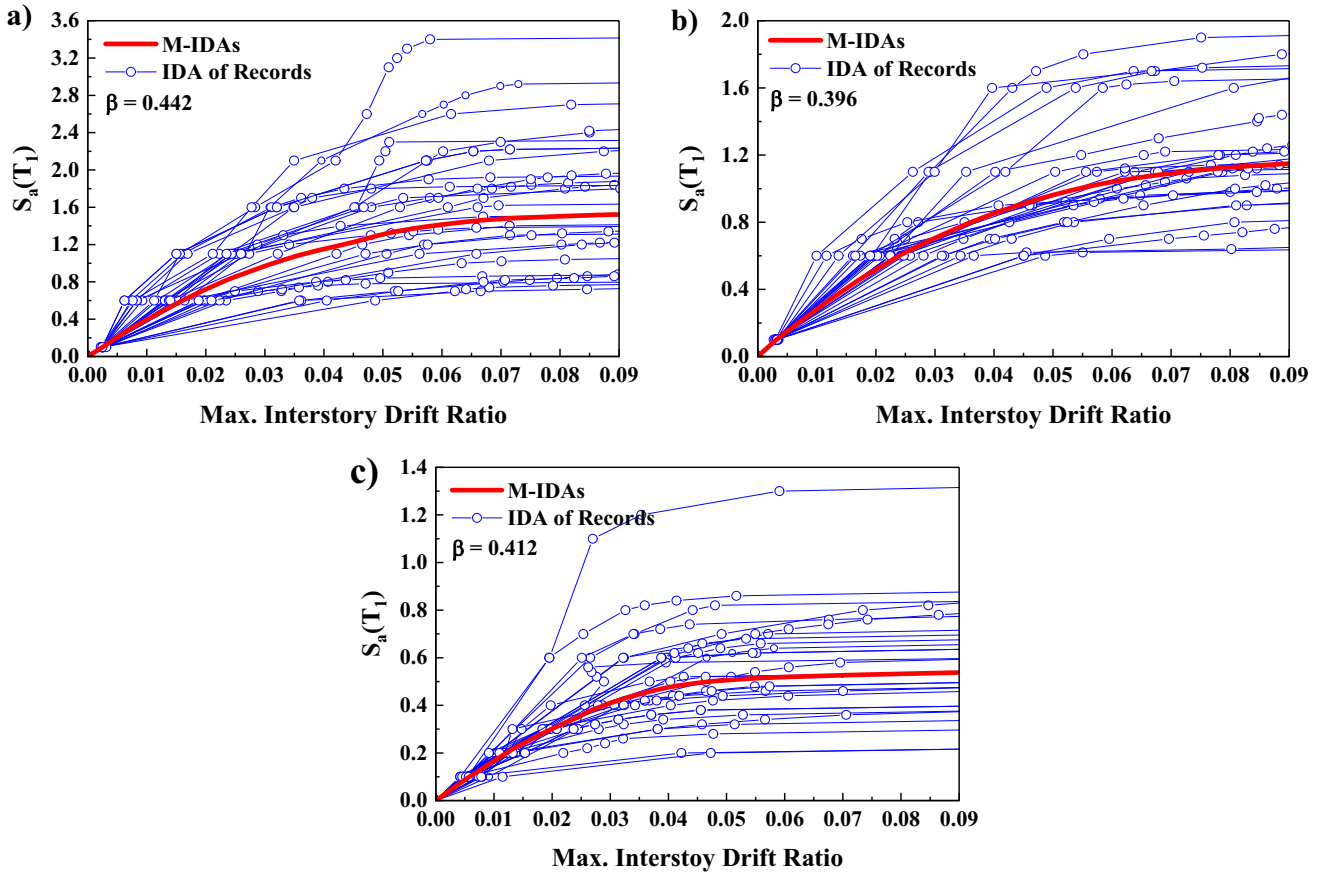 a)
3.6
3.2
2.8
2.4
2.0
1.6
1.2
0.8
0.4
0.0
S_a(T_1)
M-IDAs
IDA of Records
β = 0.442
0.00 0.01 0.02 0.03 0.04 0.05 0.06 0.07 0.08 0.09
Max. Interstory Drift Ratio
b)
2.0
1.6
1.2
0.8
0.4
0.0
S_a(T_1)
M-IDAs
IDA of Records
β = 0.396
0.00 0.01 0.02 0.03 0.04 0.05 0.06 0.07 0.08 0.09
Max. Interstoy Drift Ratio
c)
1.4
1.2
1.0
0.8
0.6
0.4
0.2
0.0
S_a(T_1)
M-IDAs
IDA of Records
β = 0.412
0.00 0.01 0.02 0.03 0.04 0.05 0.06 0.07 0.08 0.09
Max. Interstoy Drift Ratio